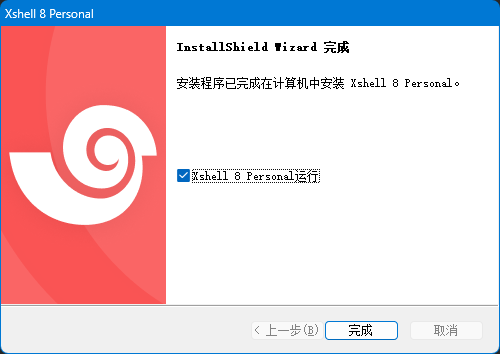 Xshell 8 Personal
InstallShield Wizard 完成
安装程序已完成在计算机中安装 Xshell 8 Personal。
Xshell 8 Personal运行
< 上一步(B)
完成
取消